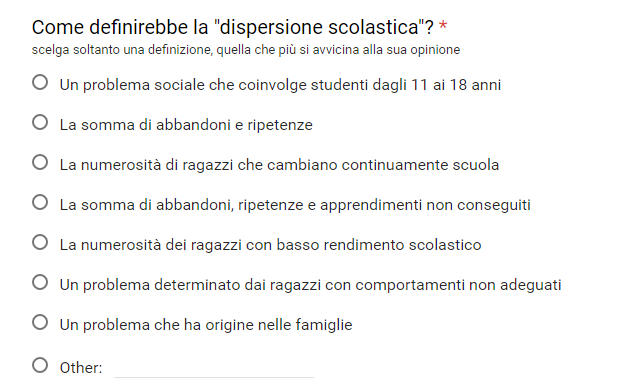 Come definirebbe la "dispersione scolastica"? *
scelga soltanto una definizione, quella che più si avvicina alla sua opinione
Un problema sociale che coinvolge studenti dagli 11 ai 18 anni
La somma di abbandoni e ripetenze
La numerosità di ragazzi che cambiano continuamente scuola
La somma di abbandoni, ripetenze e apprendimenti non conseguiti
La numerosità dei ragazzi con basso rendimento scolastico
Un problema determinato dai ragazzi con comportamenti non adeguati
Un problema che ha origine nelle famiglie
Other: